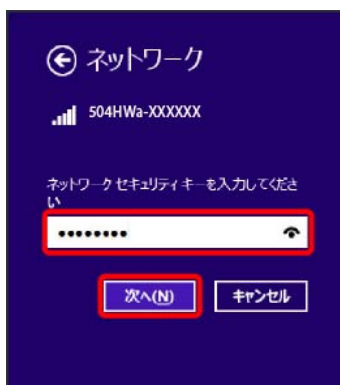 ネットワーク
504HWa-XXXXXX
ネットワーク セキュリティ キーを入力してくださ
い
••••••••
次へ(N)
キャンセル